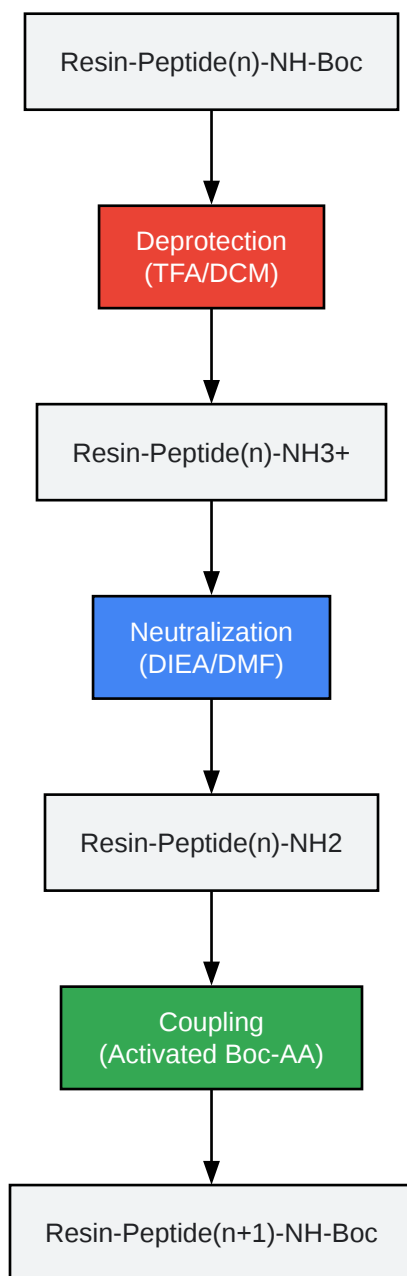 Resin-Peptide(n)-NH-Boc
Deprotection
(TFA/DCM)
Resin-Peptide(n)-NH3+
Neutralization
(DIEA/DMF)
Resin-Peptide(n)-NH2
Coupling
(Activated Boc-AA)
Resin-Peptide(n+1)-NH-Boc